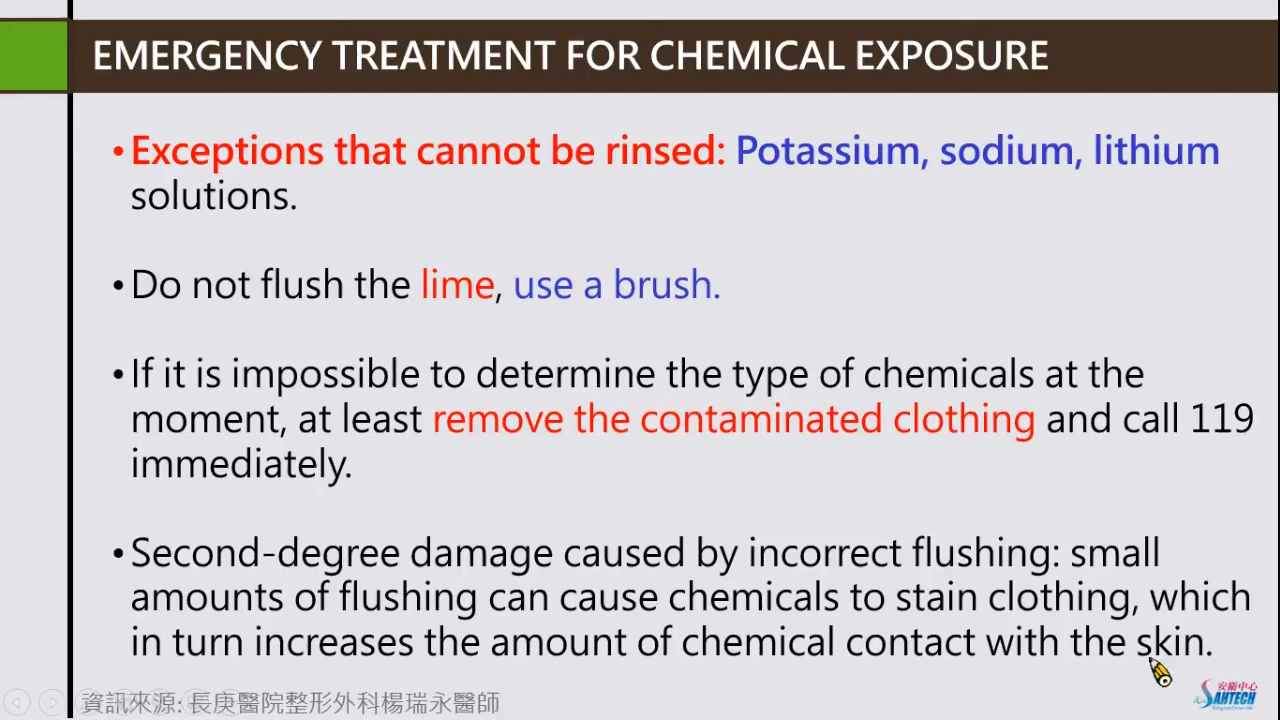 EMERGENCY TREATMENT FOR CHEMICAL EXPOSURE
•Exceptions that cannot be rinsed: Potassium, sodium, lithium
solutions.
•Do not flush the lime, use a brush.
•If it is impossible to determine the type of chemicals at the
moment, at least remove the contaminated clothing and call 119
immediately.
•Second-degree damage caused by incorrect flushing: small
amounts of flushing can cause chemicals to stain clothing, which
in turn increases the amount of chemical contact with the skin.
資訊來源: 長庚醫院整形外科楊瑞永醫師
安衛中心
SAHTECH